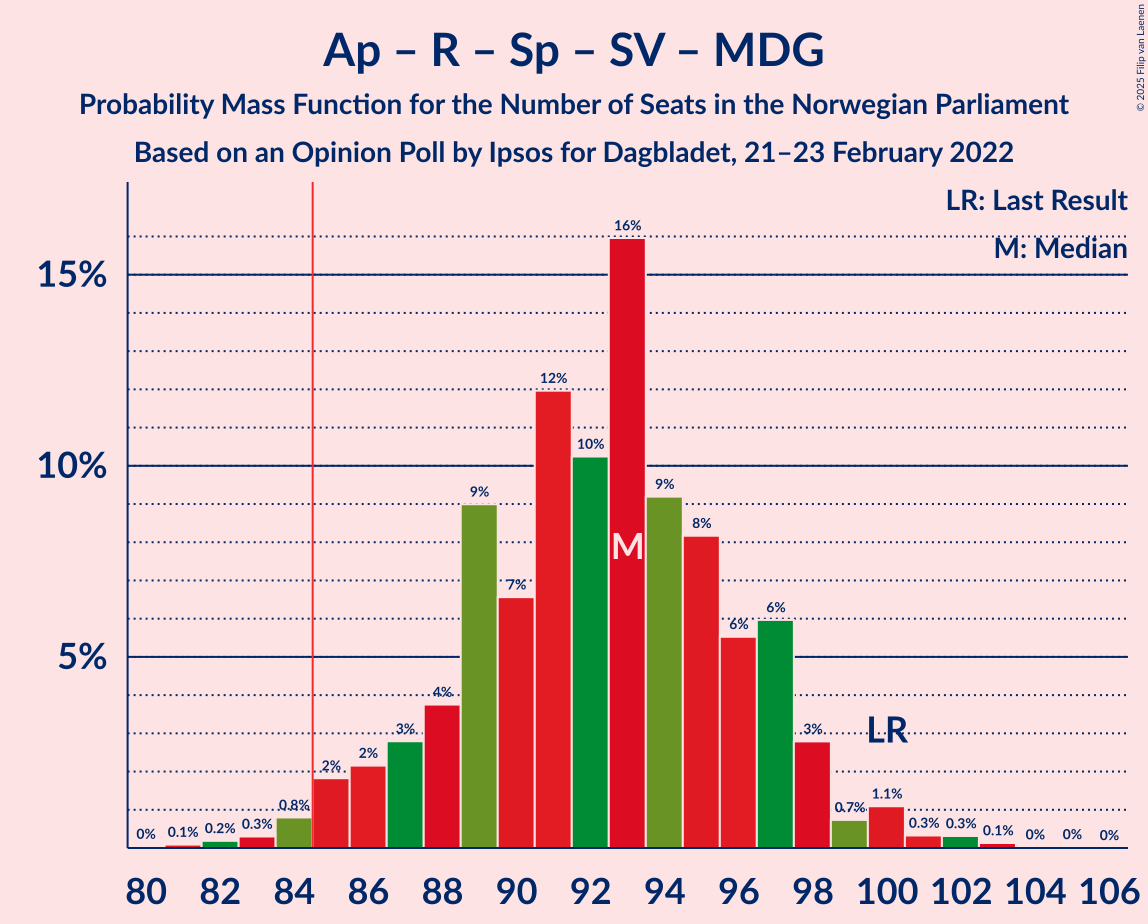 Ap – R – Sp – SV – MDG
Probability Mass Function for the Number of Seats in the Norwegian Parliament
Based on an Opinion Poll by Ipsos for Dagbladet, 21–23 February 2022
© 2025 Filip van Laenen
LR: Last Result
M: Median
15%
10%
5%
0% 0.1% 0.2% 0.3% 0.8% 2% 2% 3% 4% 9% 7% 12% 10% 16% 9% 8% 6% 6% 3% 0.7% 1.1% 0.3% 0.3% 0.1% 0% 0% 0%
M
LR
80 82 84 86 88 90 92 94 96 98 100 102 104 106